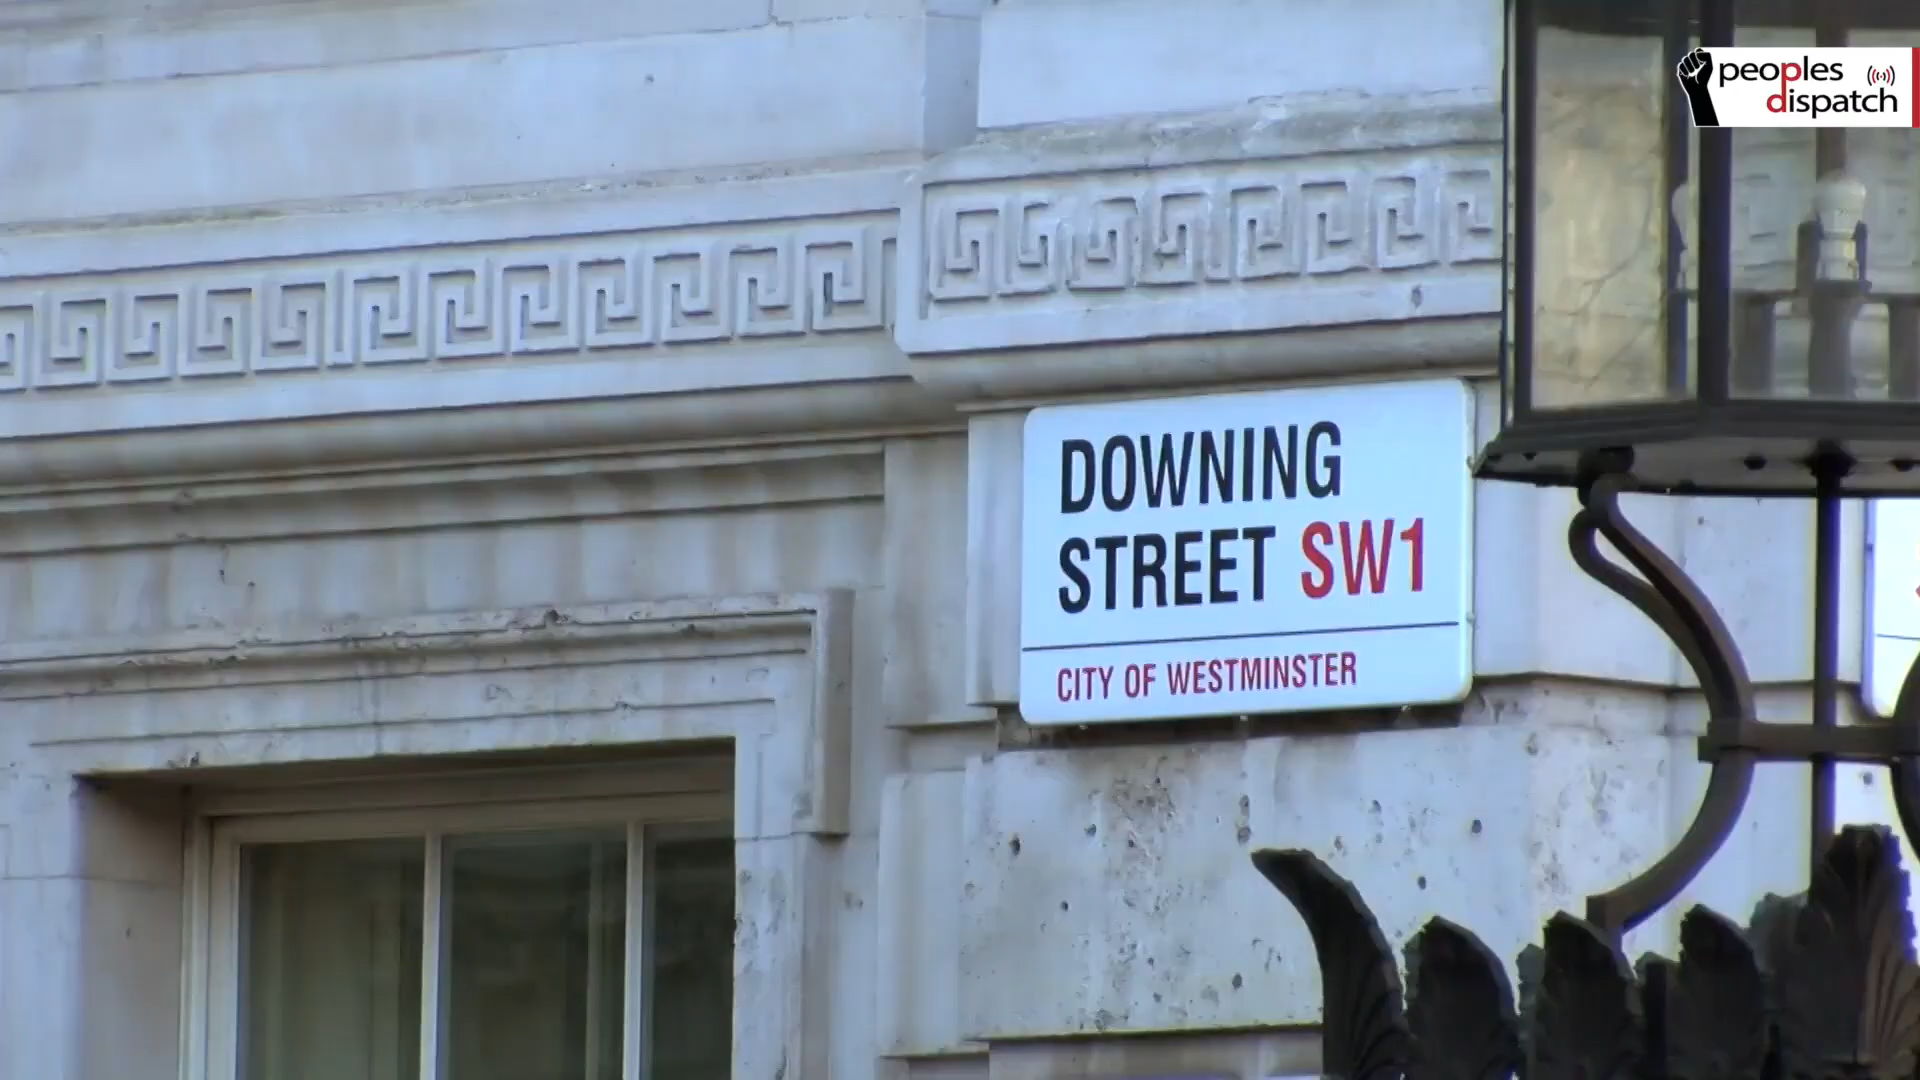 peoples
dispatch
DOWNING
STREET SW1
CITY OF WESTMINSTER